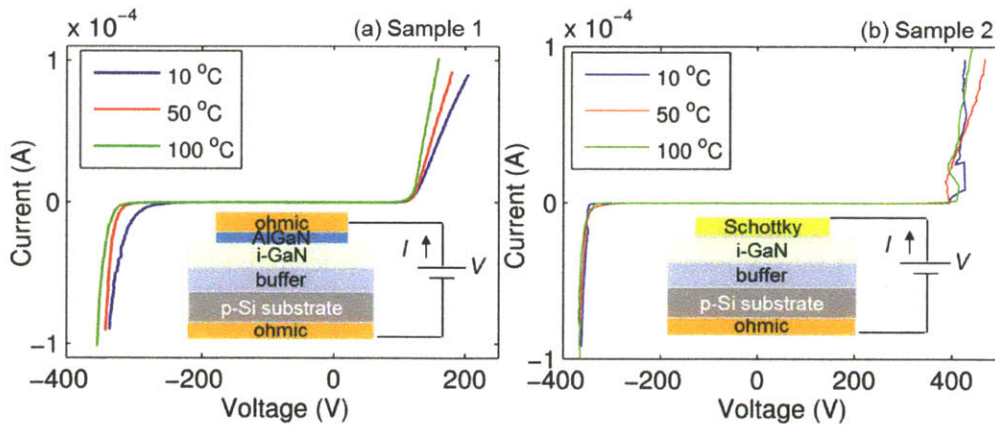 x 10⁻⁴
(a) Sample 1
1
10 °C
50 °C
100 °C
Current (A)
0
ohmic
AlGaN
i-GaN
buffer
p-Si substrate
ohmic
I
V
−1
−400
−200
0
200
Voltage (V)
x 10⁻⁴
(b) Sample 2
1
10 °C
50 °C
100 °C
Current (A)
0
Schottky
i-GaN
buffer
p-Si substrate
ohmic
I
V
−1
−400
−200
0
200
400
Voltage (V)